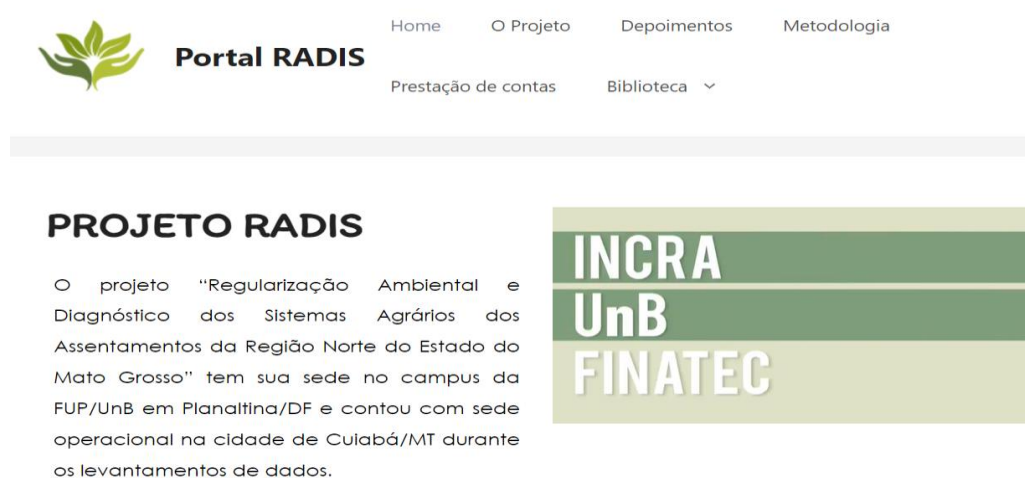 Portal RADIS
Home O Projeto Depoimentos Metodologia
Prestação de contas Biblioteca
PROJETO RADIS
O projeto “Regularização Ambiental e
Diagnóstico dos Sistemas Agrários dos
Assentamentos da Região Norte do Estado do
Mato Grosso” tem sua sede no campus da
FUP/UnB em Planaltina/DF e contou com sede
operacional na cidade de Cuiabá/MT durante
os levantamentos de dados.
INCRA
UnB
FINATEC